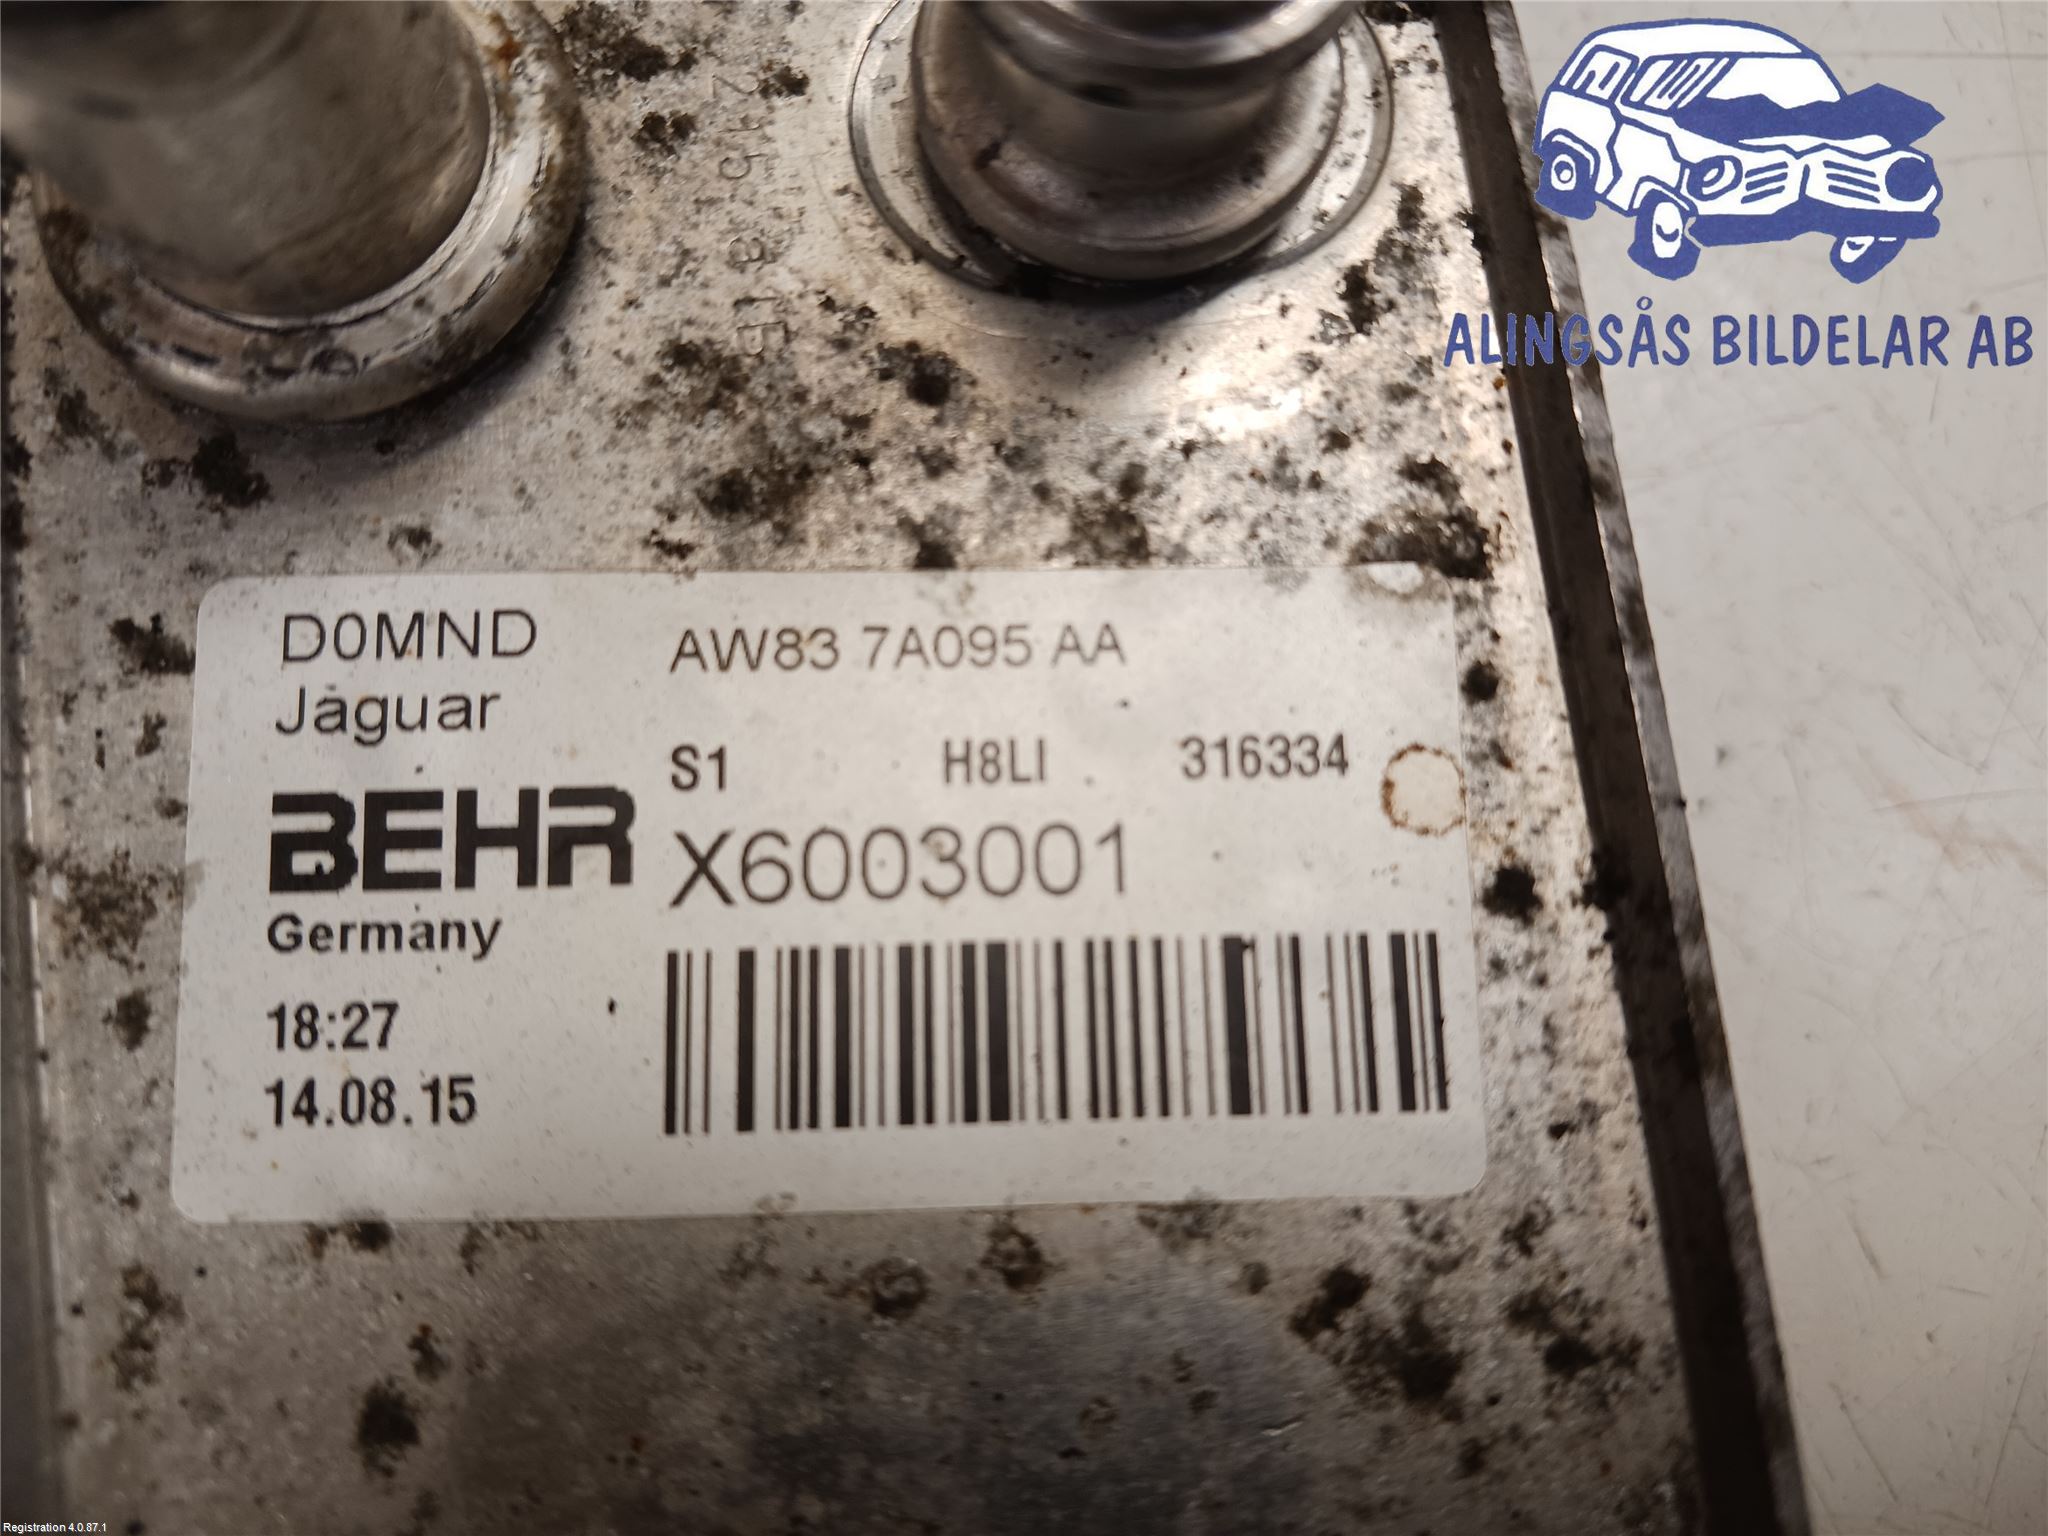 ALINGSÅS BILDELAR AB
D0MND
Jaguar
BEHR
Germany
18:27
14.08.15
AW83 7A095 AA
S1 H8LI 316334
X6003001
Registration 4.0.87.1